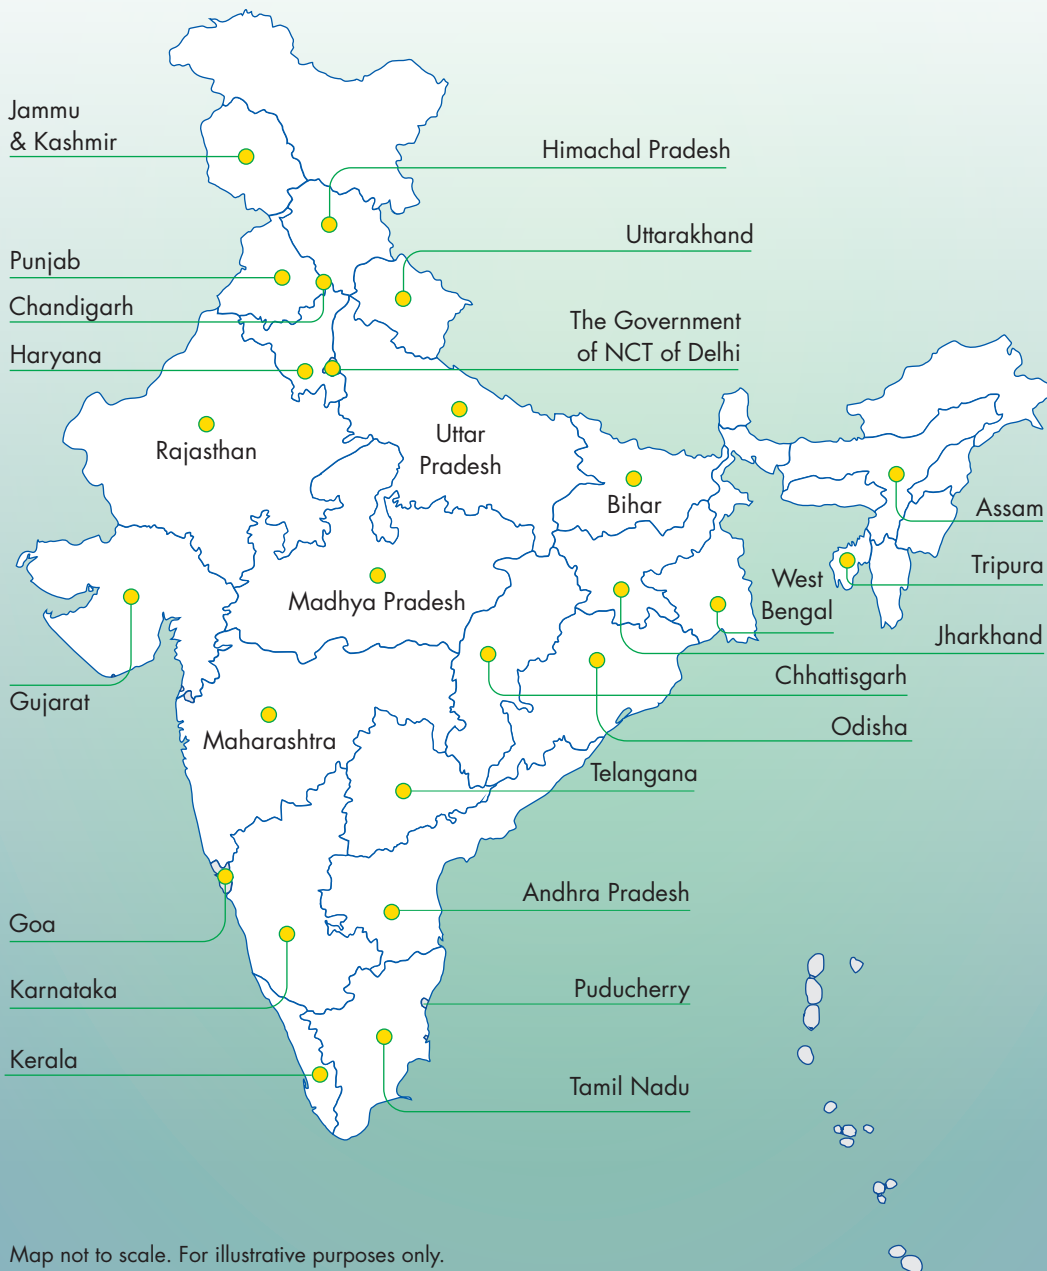 Jammu
& Kashmir
Himachal Pradesh
Uttarakhand
Punjab
Chandigarh
The Government
of NCT of Delhi
Haryana
Rajasthan
Uttar
Pradesh
Bihar
Assam
Tripura
West
Bengal
Madhya Pradesh
Jharkhand
Chhattisgarh
Gujarat
Odisha
Maharashtra
Telangana
Andhra Pradesh
Goa
Karnataka
Puducherry
Kerala
Tamil Nadu
Map not to scale. For illustrative purposes only.